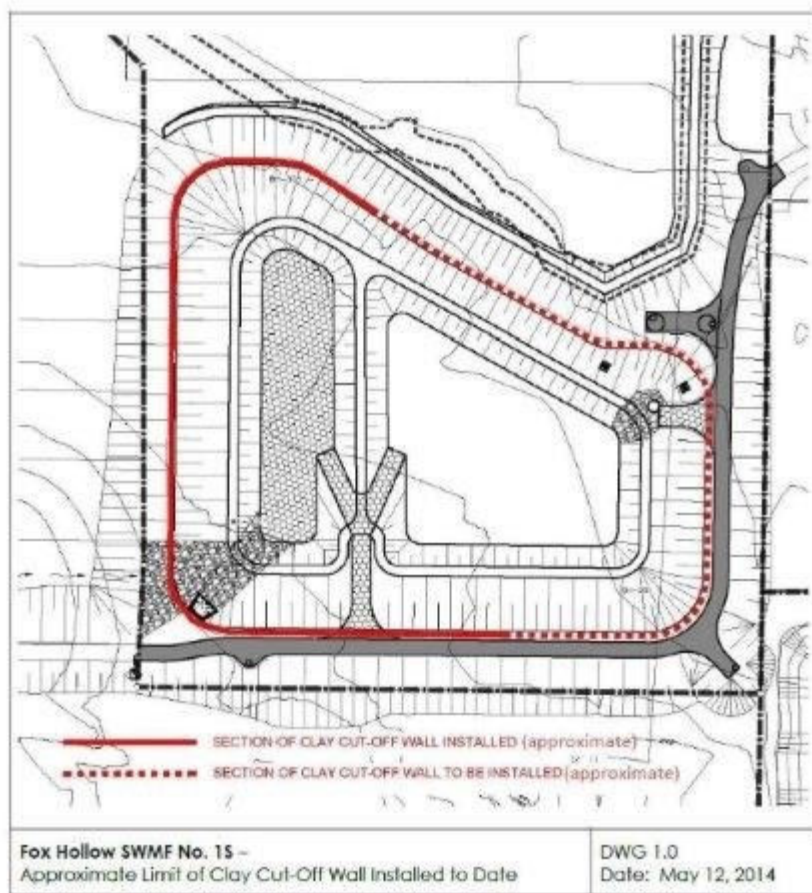 SECTION OF CLAY CUT-OFF WALL INSTALLED (approximate)
SECTION OF CLAY CUT-OFF WALL TO BE INSTALLED (approximate)
Fox Hollow SWMF No. 1S –
Approximate Limit of Clay Cut-Off Wall Installed to Date
DWG 1.0
Date: May 12, 2014